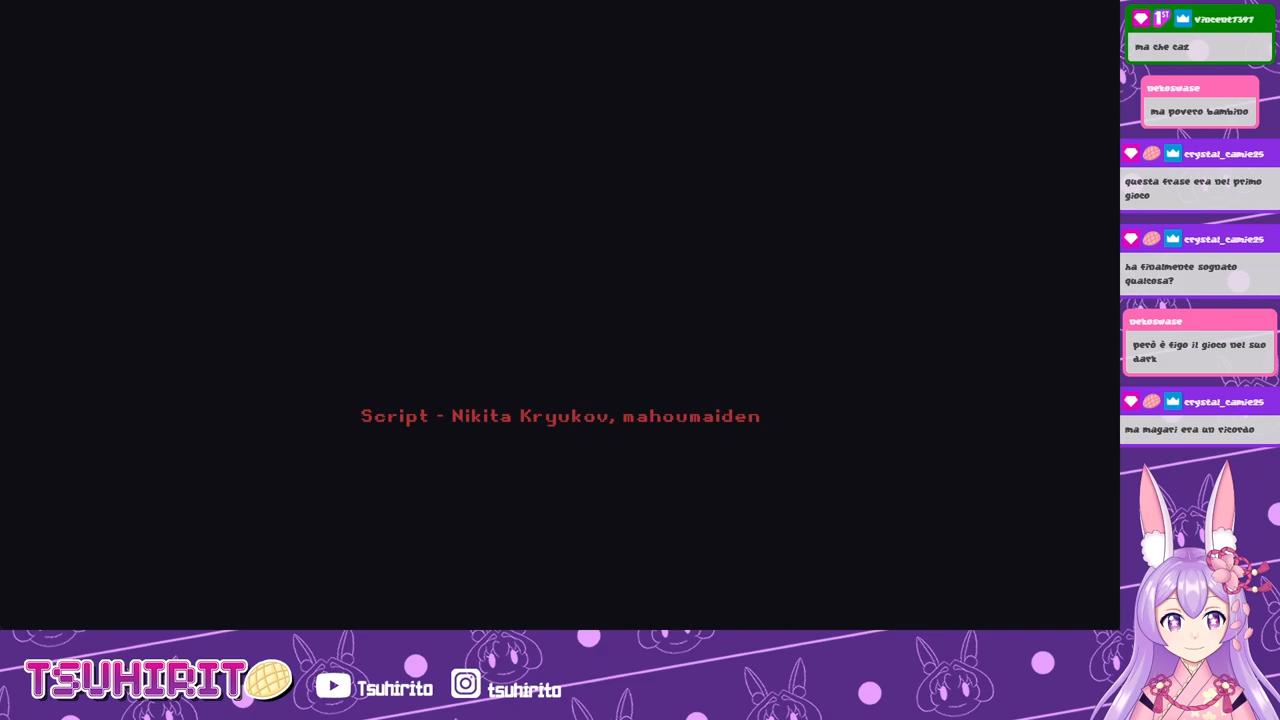 Script - Nikita Kryukov, mahoumaiden
1ST vincent1391
ma che caz
Nekoswase
ma povero bambino
crystal_camie25
questa frase era nel primo
gioco
crystal_camie25
ha finalmente sognato
qualcosa?
Nekoswase
però è figo il gioco nel suo
dark
crystal_camie25
ma magari era un ricordo
TSUHIRITO
Tsuhirito
tsuhirito